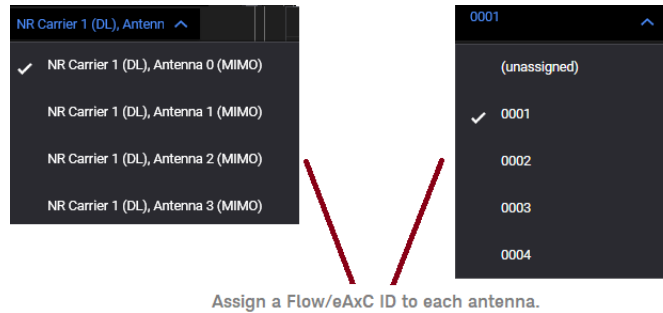 NR Carrier 1 (DL), Antenn
NR Carrier 1 (DL), Antenna 0 (MIMO)
NR Carrier 1 (DL), Antenna 1 (MIMO)
NR Carrier 1 (DL), Antenna 2 (MIMO)
NR Carrier 1 (DL), Antenna 3 (MIMO)
0001
(unassigned)
0001
0002
0003
0004
Assign a Flow/eAxC ID to each antenna.